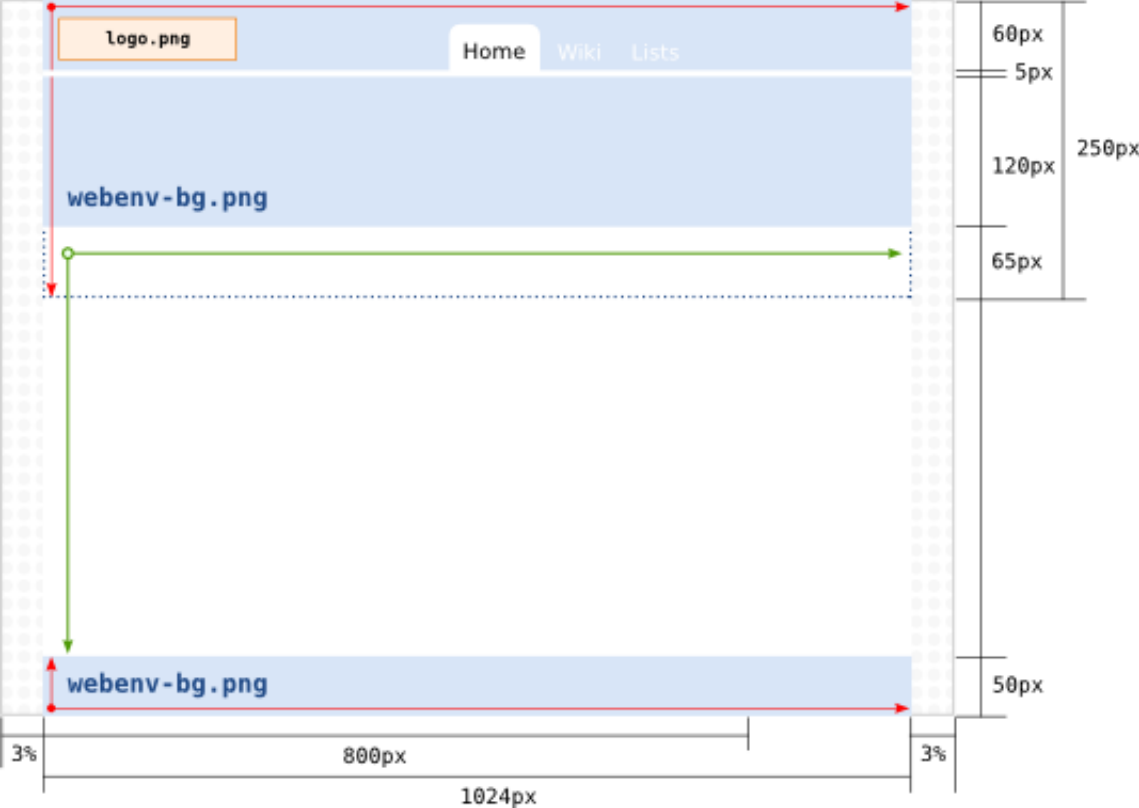 logo.png
Home Wiki Lists
60px
5px
250px
120px
webenv-bg.png
65px
webenv-bg.png
50px
3%
800px
3%
1024px